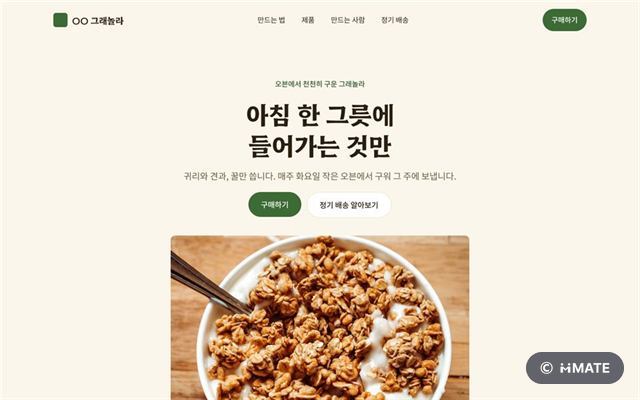 ○○ 그래놀라
만드는 법 제품 만드는 사람 정기 배송
구매하기
오븐에서 천천히 구운 그래놀라
아침 한 그릇에
들어가는 것만
귀리와 견과, 꿀만 씁니다. 매주 화요일 작은 오븐에서 구워 그 주에 보냅니다.
구매하기 정기 배송 알아보기
© MMATE